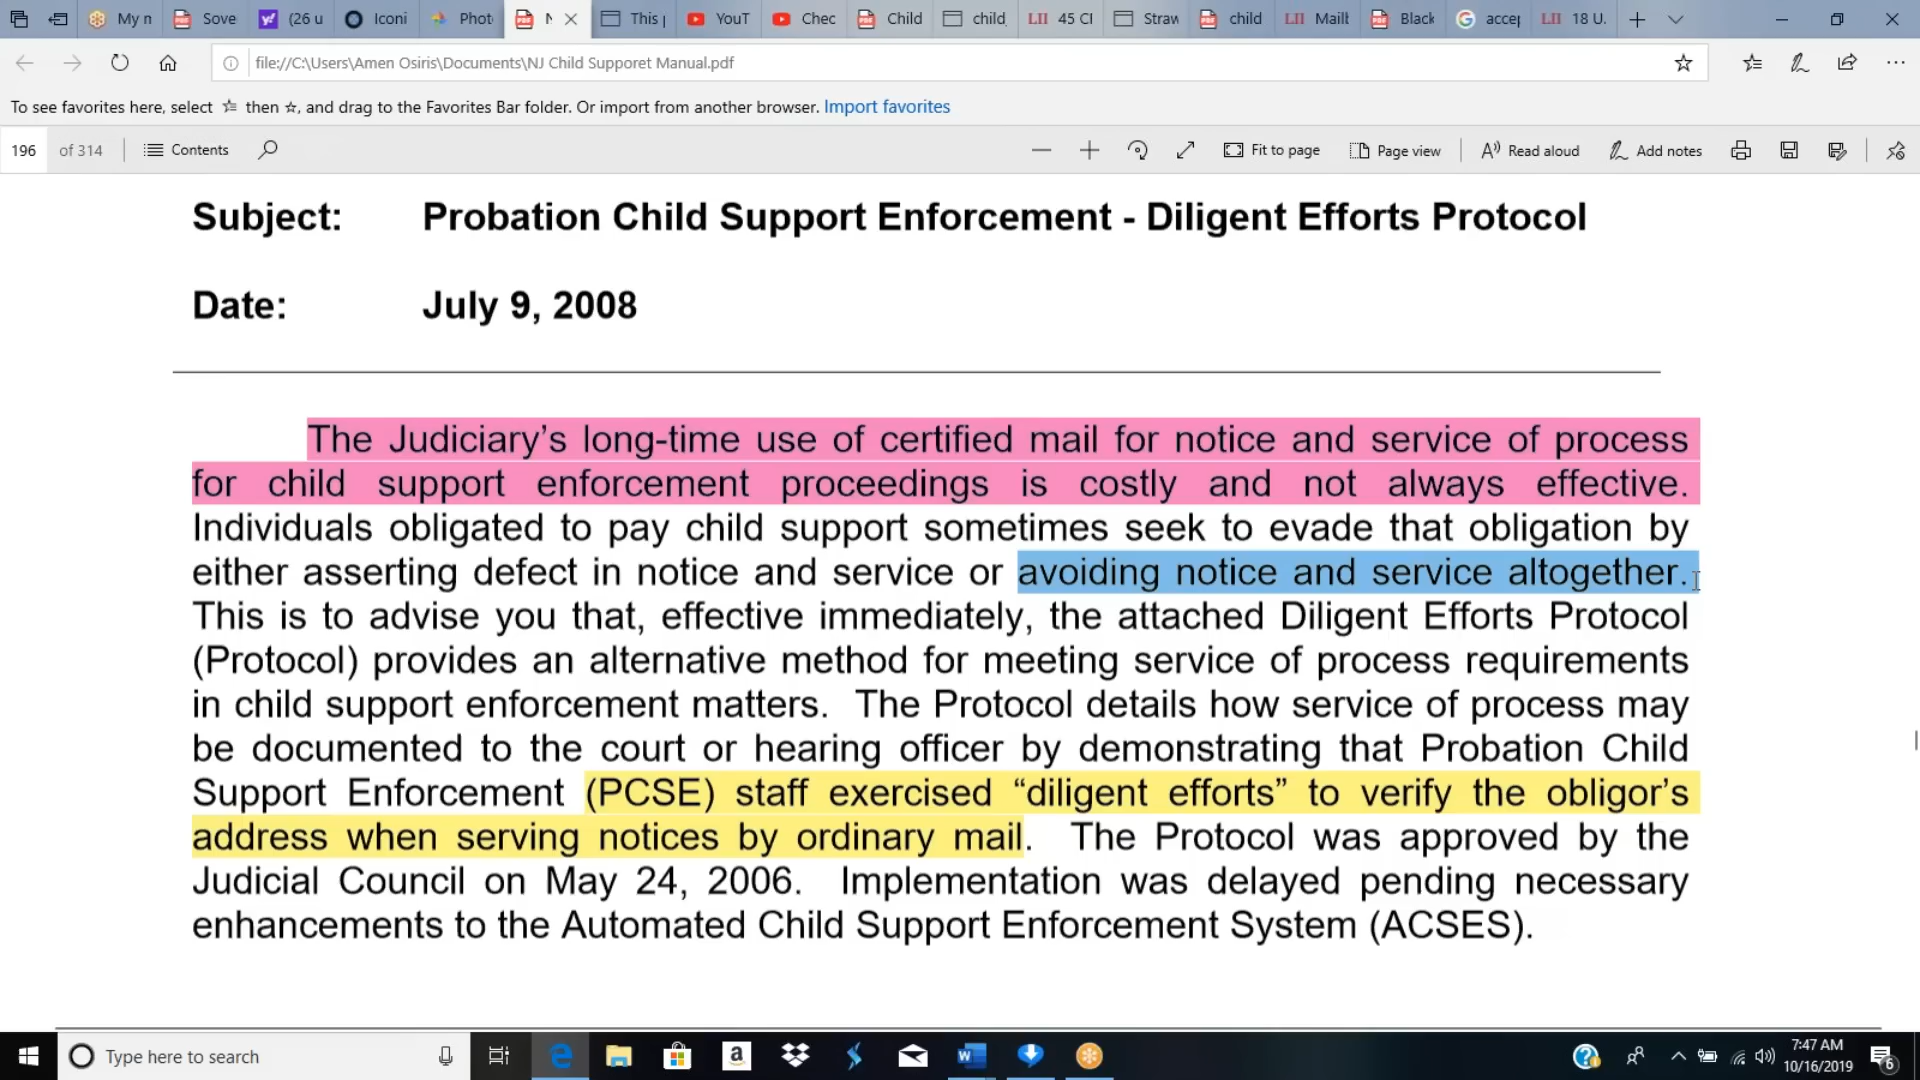 My n
Sove
(26 u
Iconi
Phot
This
YouT
Chec
Child
child
LII 45 CI
Straw
child
LII Mailb
Black
accep
LII 18 U.
file://C:\Users\Amen Osiris\Documents\NJ Child Supporet Manual.pdf
To see favorites here, select then ☆, and drag to the Favorites Bar folder. Or import from another browser. Import favorites
196 of 314 Contents Fit to page Page view Read aloud Add notes
Subject: Probation Child Support Enforcement - Diligent Efforts Protocol
Date: July 9, 2008
The Judiciary’s long-time use of certified mail for notice and service of process
for child support enforcement proceedings is costly and not always effective.
Individuals obligated to pay child support sometimes seek to evade that obligation by
either asserting defect in notice and service or avoiding notice and service altogether.
This is to advise you that, effective immediately, the attached Diligent Efforts Protocol
(Protocol) provides an alternative method for meeting service of process requirements
in child support enforcement matters. The Protocol details how service of process may
be documented to the court or hearing officer by demonstrating that Probation Child
Support Enforcement (PCSE) staff exercised “diligent efforts” to verify the obligor’s
address when serving notices by ordinary mail. The Protocol was approved by the
Judicial Council on May 24, 2006. Implementation was delayed pending necessary
enhancements to the Automated Child Support Enforcement System (ACSES).
Type here to search
7:47 AM
10/16/2019
6